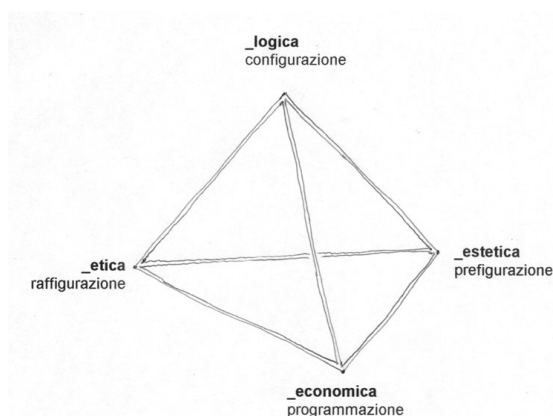 _logica
configurazione
_etica
raffigurazione
_estetica
prefigurazione
_economica
programmazione